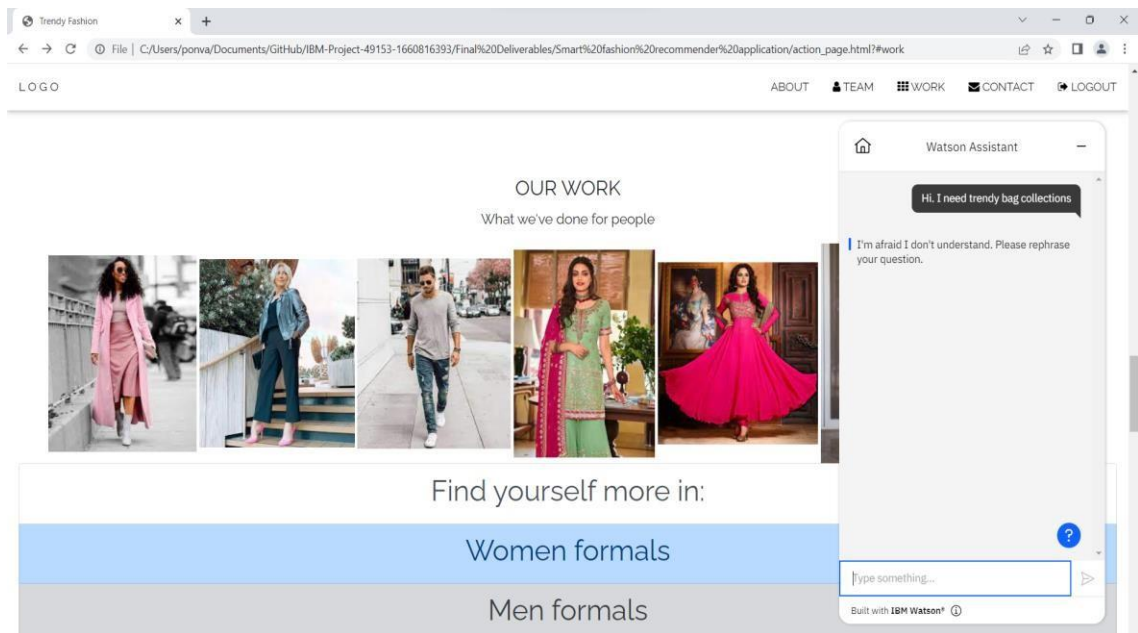 Trendy Fashion
File | C:/Users/ponva/Documents/GitHub/IBM-Project-49153-1660816393/Final%20Deliverables/Smart%20fashion%20recommender%20application/action_page.html?#work
LOGO ABOUT TEAM WORK CONTACT LOGOUT
OUR WORK
What we've done for people
Find yourself more in:
Women formals
Men formals
Watson Assistant
Hi. I need trendy bag collections
I'm afraid I don't understand. Please rephrase
your question.
?
Type something...
Built with IBM Watson®